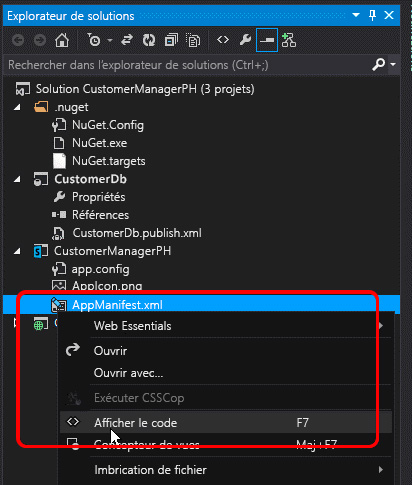 Explorateur de solutions
Rechercher dans l'explorateur de solutions (Ctrl+;)
Solution CustomerManagerPH (3 projets)
.nuget
NuGet.Config
NuGet.exe
NuGet.targets
CustomerDb
Propriétés
Références
CustomerDb.publish.xml
CustomerManagerPH
app.config
AppIcon.png
AppManifest.xml
Web Essentials
Ouvrir
Ouvrir avec...
Exécuter CSSCop
Afficher le code F7
Concepteur de vues Maj+F7
Imbrication de fichier